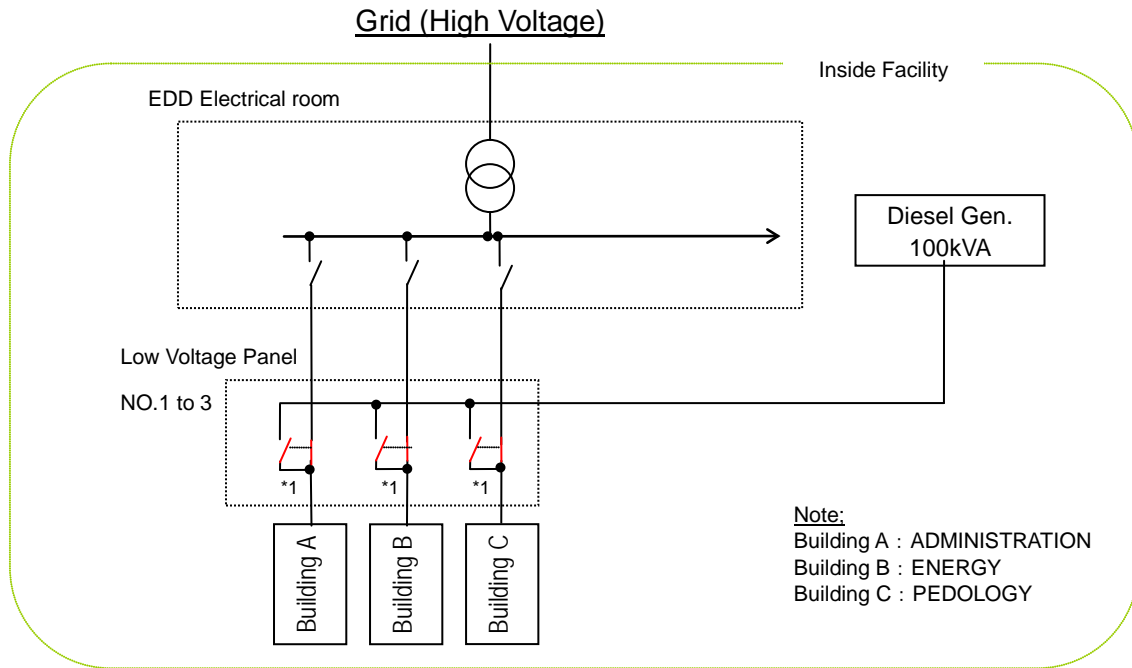 Grid (High Voltage)
Inside Facility
EDD Electrical room
Diesel Gen.
100kVA
Low Voltage Panel
NO.1 to 3
*1
*1
*1
Building A
Building B
Building C
Note;
Building A : ADMINISTRATION
Building B : ENERGY
Building C : PEDOLOGY